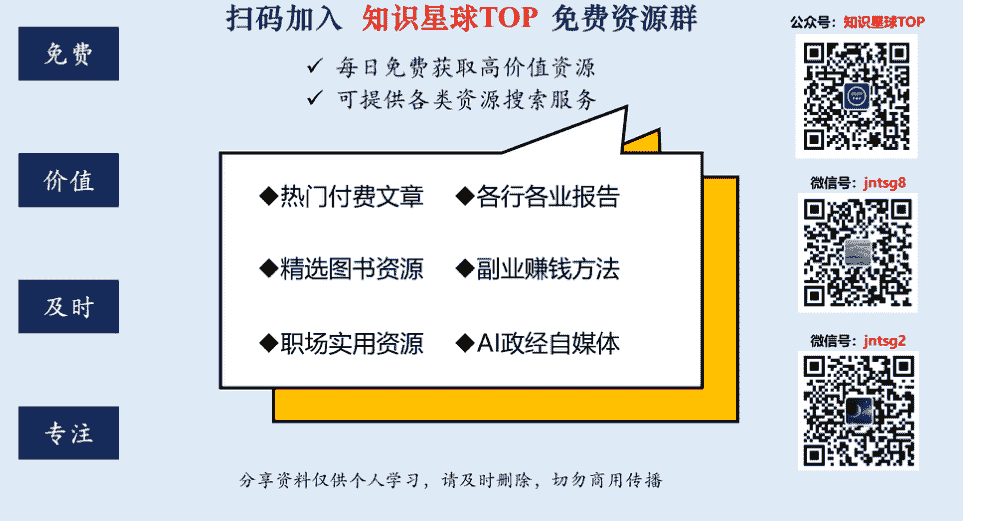 扫码加入 知识星球TOP 免费资源群
✓ 每日免费获取高价值资源
✓ 可提供各类资源搜索服务
免费
价值
及时
专注
◆热门付费文章 ◆各行各业报告
◆精选图书资源 ◆副业赚钱方法
◆职场实用资源 ◆AI政经自媒体
分享资料仅供个人学习，请及时删除，切勿商用传播
公众号：知识星球TOP
微信号：jntsg8
微信号：jntsg2